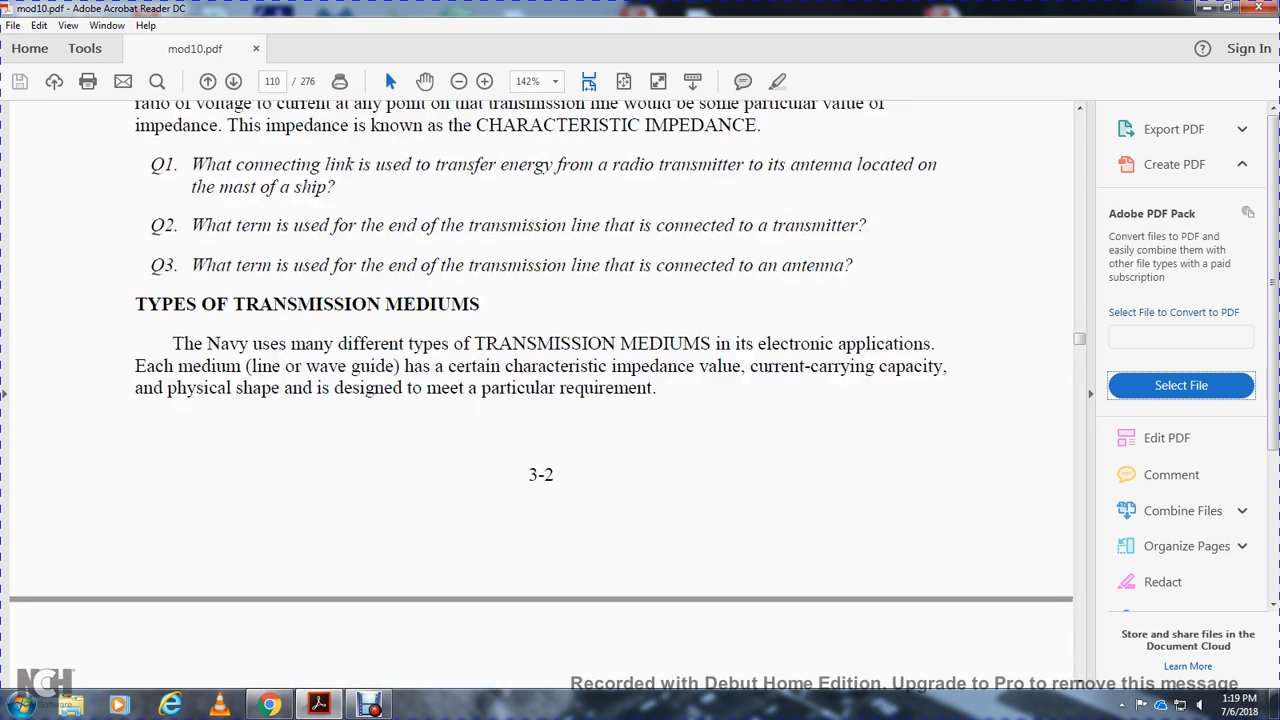 mod10.pdf - Adobe Acrobat Reader DC
File Edit View Window Help
Home Tools mod10.pdf × Sign In
110 / 276 142%
ratio of voltage to current at any point on that transmission line would be some particular value of
impedance. This impedance is known as the CHARACTERISTIC IMPEDANCE.
Q1. What connecting link is used to transfer energy from a radio transmitter to its antenna located on
the mast of a ship?
Q2. What term is used for the end of the transmission line that is connected to a transmitter?
Q3. What term is used for the end of the transmission line that is connected to an antenna?
TYPES OF TRANSMISSION MEDIUMS
The Navy uses many different types of TRANSMISSION MEDIUMS in its electronic applications.
Each medium (line or wave guide) has a certain characteristic impedance value, current-carrying capacity,
and physical shape and is designed to meet a particular requirement.
3-2
Export PDF
Create PDF
Adobe PDF Pack
Convert files to PDF and
easily combine them with
other file types with a paid
subscription
Select File to Convert to PDF
Select File
Edit PDF
Comment
Combine Files
Organize Pages
Redact
Store and share files in the
Document Cloud
Learn More
NCH
Software
Recorded with Debut Home Edition. Upgrade to Pro to remove this message
1:19 PM
7/6/2018